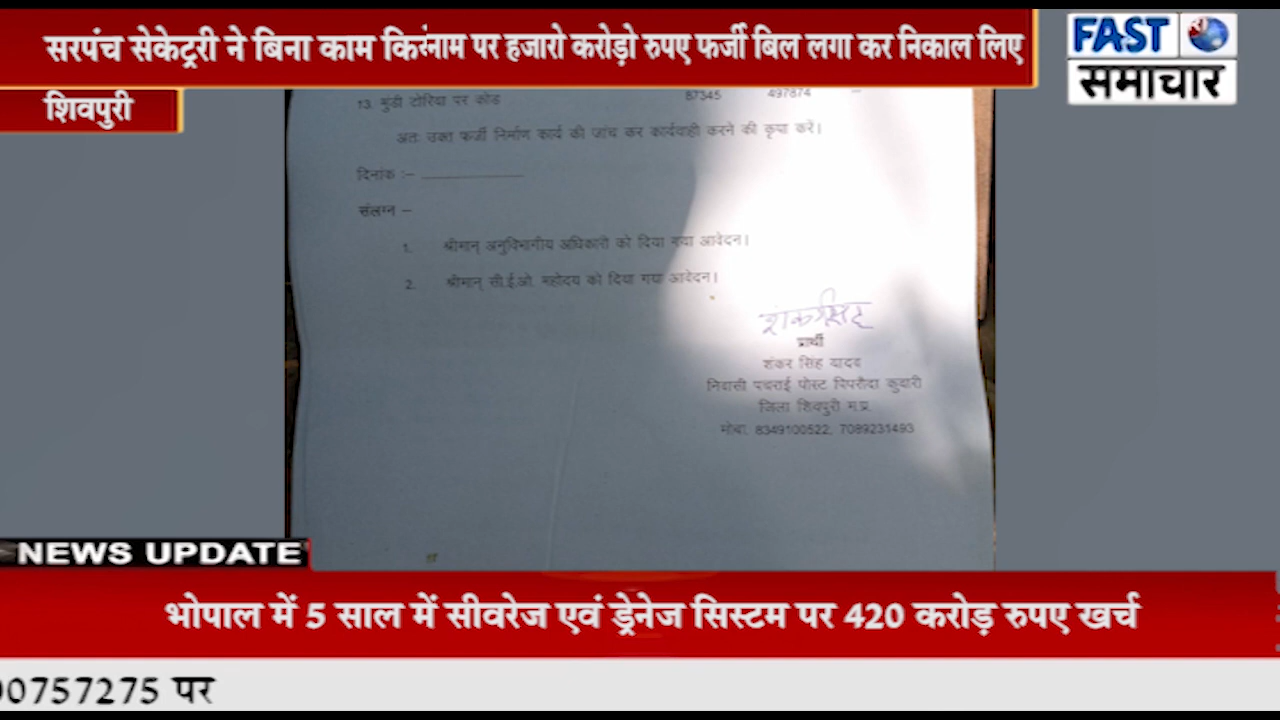 सरपंच सेकेट्ररी ने बिना काम किये नाम पर हजारो करोड़ो रुपए फर्जी बिल लगा कर निकाल लिए
FAST
समाचार
शिवपुरी
13. मुंडी टोरिया पर कोड 87345 497874 –
अतः उक्त फर्जी निर्माण कार्य की जांच कर कार्यवाही करने की कृपा करें।
दिनांक :–
संलग्न –
1. श्रीमान् अनुविभागीय अधिकारी को दिया गया आवेदन।
2. श्रीमान् सी.ई.ओ. महोदय को दिया गया आवेदन।
शंकरसिंह
प्रार्थी
शंकर सिंह यादव
निवासी पचराई पोस्ट पिपरौदा कुवारी
जिला शिवपुरी म.प्र.
मोबा. 8349100522, 7089231493
NEWS UPDATE
भोपाल में 5 साल में सीवरेज एवं ड्रेनेज सिस्टम पर 420 करोड़ रुपए खर्च
00757275 पर